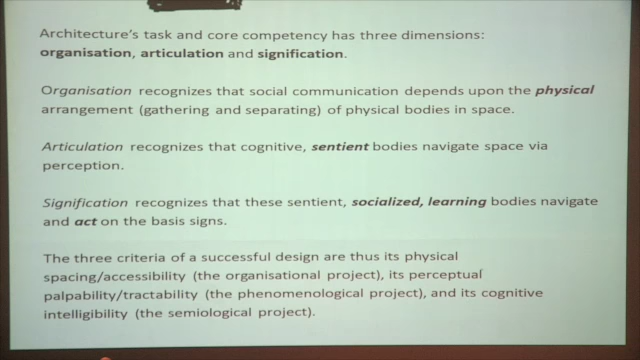 Architecture's task and core competency has three dimensions:
organisation, articulation and signification.
Organisation recognizes that social communication depends upon the physical
arrangement (gathering and separating) of physical bodies in space.
Articulation recognizes that cognitive, sentient bodies navigate space via
perception.
Signification recognizes that these sentient, socialized, learning bodies navigate
and act on the basis signs.
The three criteria of a successful design are thus its physical
spacing/accessibility (the organisational project), its perceptual
palpability/tractability (the phenomenological project), and its cognitive
intelligibility (the semiological project).